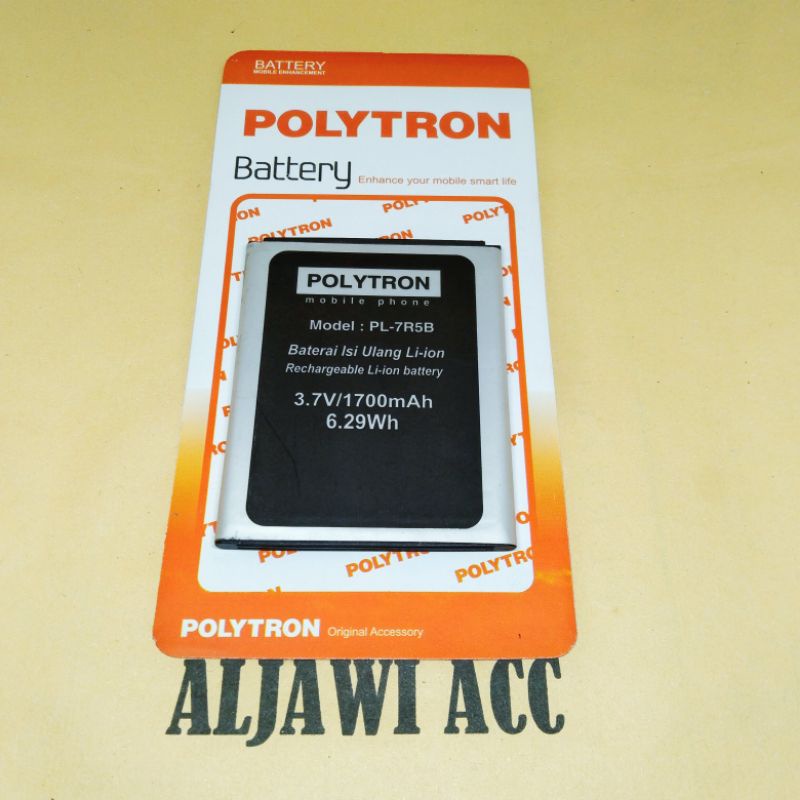 BATTERY
MOBILE ENHANCEMENT
POLYTRON
Battery Enhance your mobile smart life
POLYTRON
mobile phone
Model : PL-7R5B
Baterai Isi Ulang Li-ion
Rechargeable Li-ion battery
3.7V/1700mAh
6.29Wh
POLYTRON
POLYTRON
POLYTRON Original Accessory
ALJAWI ACC